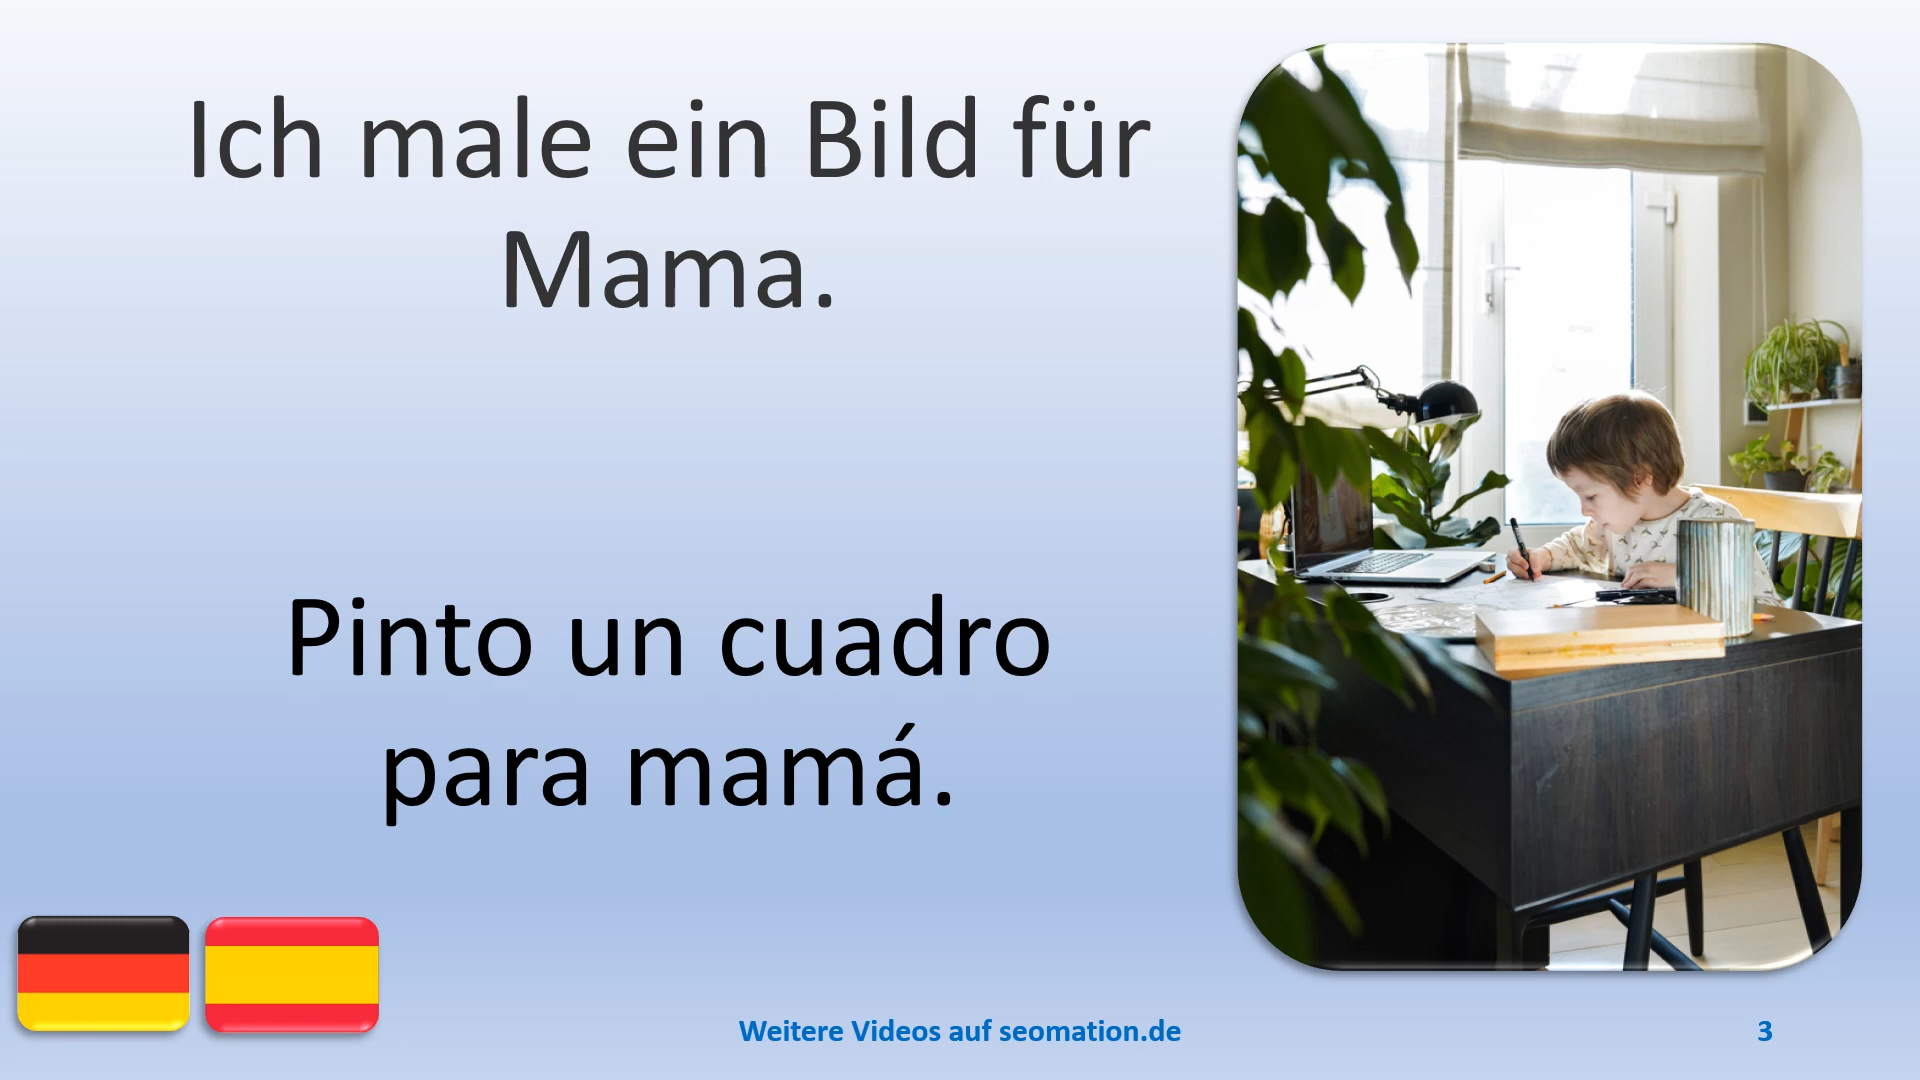 Ich male ein Bild für
Mama.
Pinto un cuadro
para mamá.
Weitere Videos auf seomation.de
3